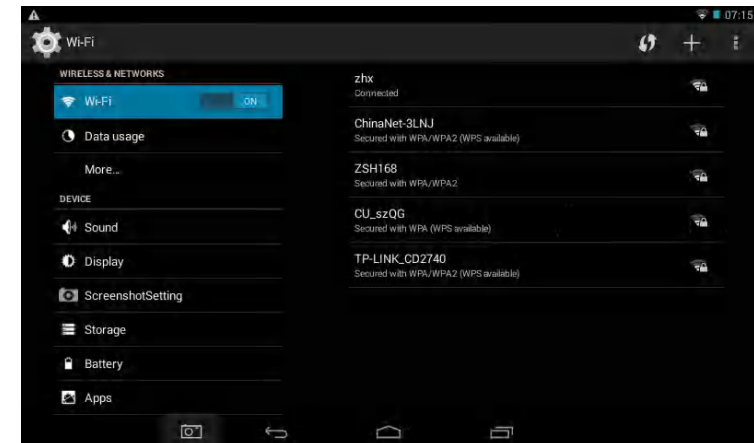 07:15
Wi-Fi
WIRELESS & NETWORKS
Wi-Fi
ON
Data usage
More...
DEVICE
Sound
Display
ScreenshotSetting
Storage
Battery
Apps
zhx
Connected
ChinaNet-3LNJ
Secured with WPA/WPA2 (WPS available)
ZSH168
Secured with WPA/WPA2
CU_szQG
Secured with WPA (WPS available)
TP-LINK_CD2740
Secured with WPA/WPA2 (WPS available)